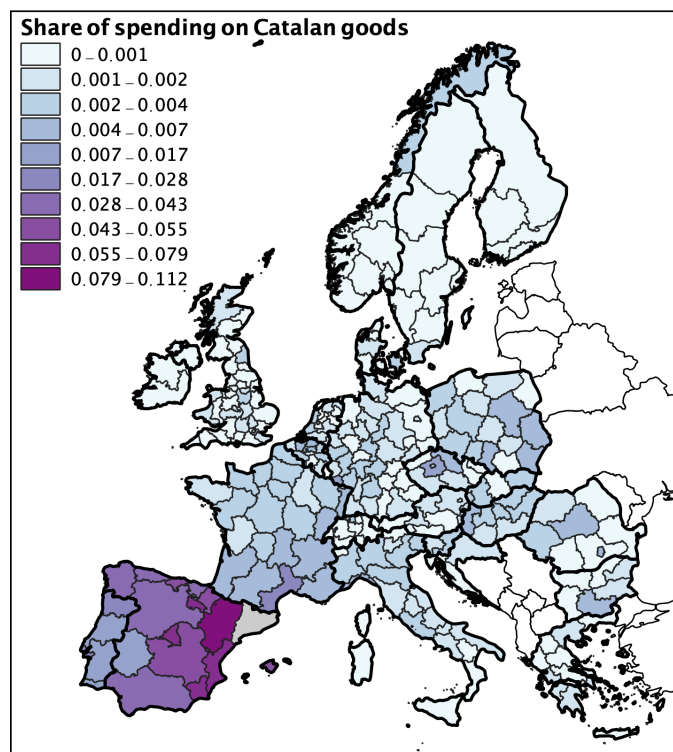 Share of spending on Catalan goods
0 – 0.001
0.001 – 0.002
0.002 – 0.004
0.004 – 0.007
0.007 – 0.017
0.017 – 0.028
0.028 – 0.043
0.043 – 0.055
0.055 – 0.079
0.079 – 0.112